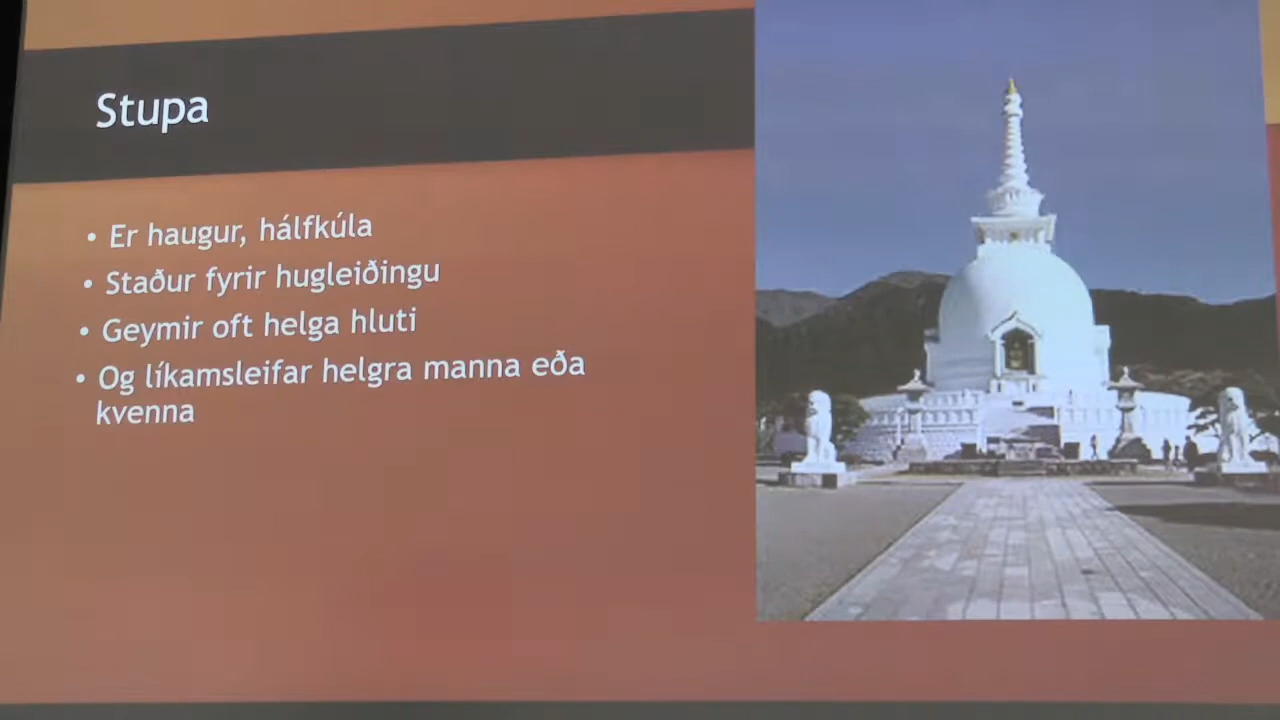 Stupa
• Er haugur, hálfkúla
• Staður fyrir hugleiðingu
• Geymir oft helga hluti
• Og líkamsleifar helgra manna eða
kvenna